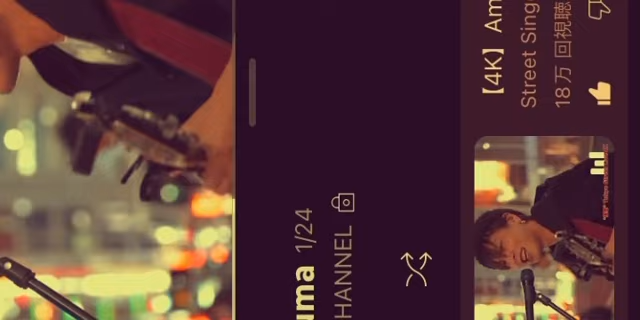 uma 1/24
HANNEL
【4K】 Am
Street Sing
18万 回視聴